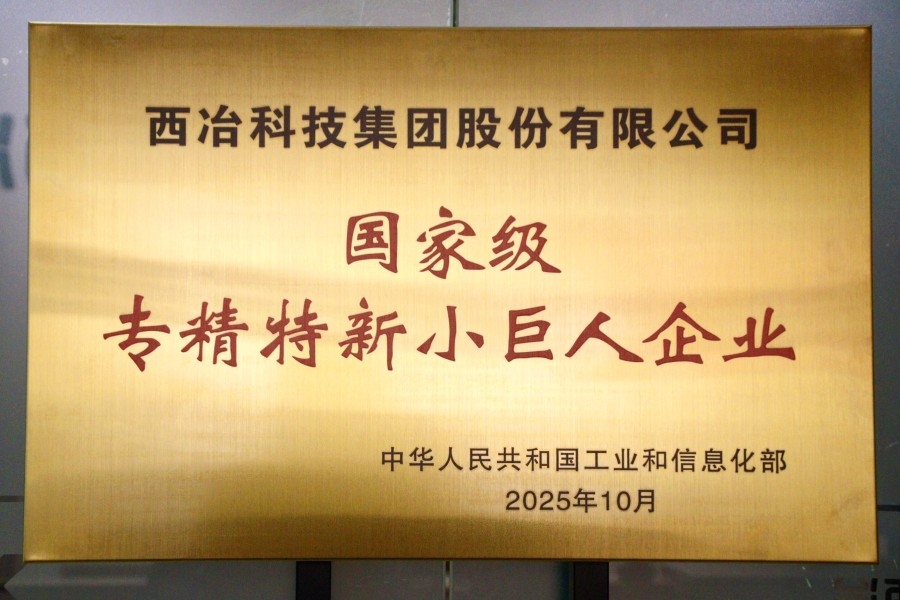 西冶科技集团股份有限公司
国家级
专精特新小巨人企业
中华人民共和国工业和信息化部
2025年10月